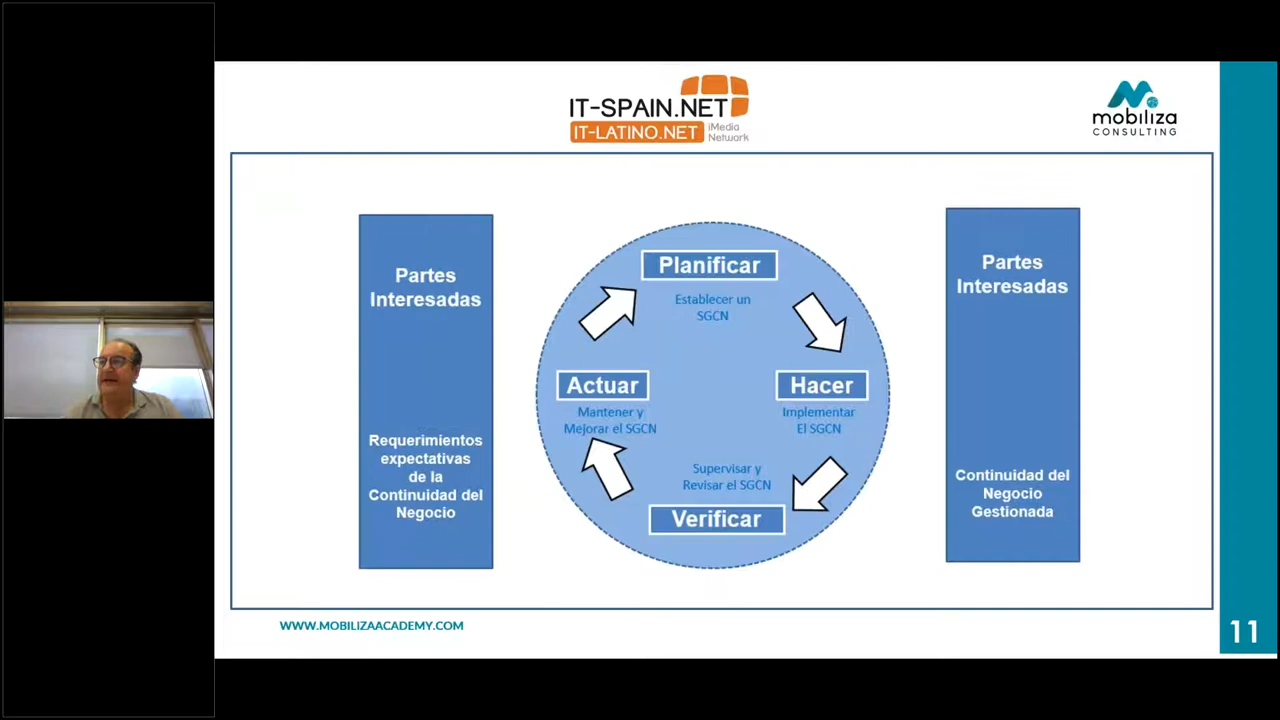 IT-SPAIN.NET
IT-LATINO.NET
iMedia
Network
mobiliza
CONSULTING
Partes
Interesadas
Requerimientos
expectativas
de la
Continuidad del
Negocio
Planificar
Establecer un
SGCN
Actuar
Mantener y
Mejorar el SGCN
Hacer
Implementar
El SGCN
Supervisar y
Revisar el SGCN
Verificar
Partes
Interesadas
Continuidad del
Negocio
Gestionada
WWW.MOBILIZAACADEMY.COM
11